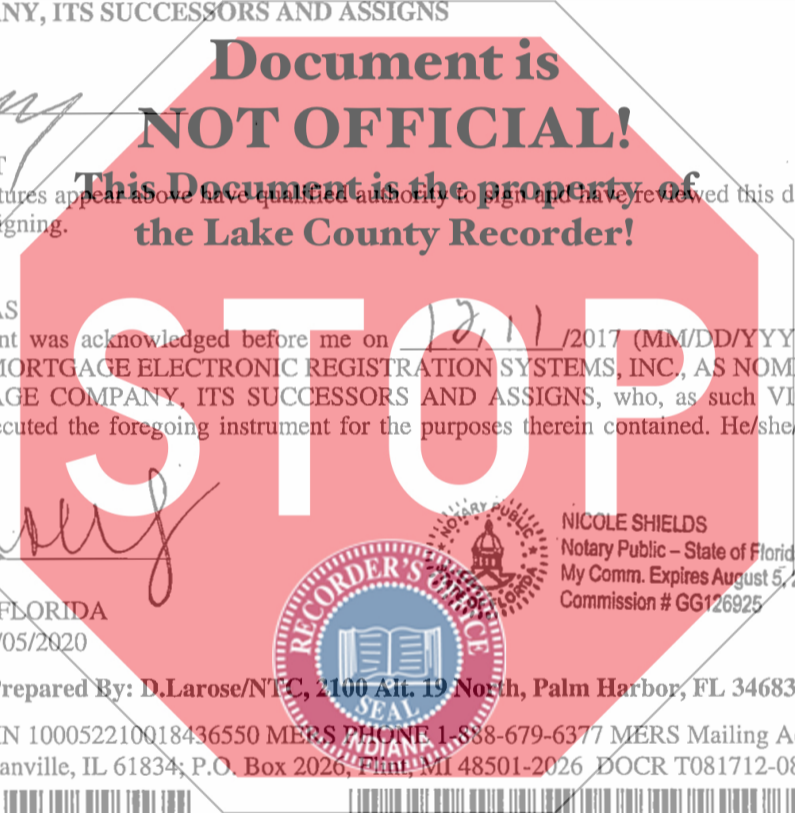 NY, ITS SUCCESSORS AND ASSIGNS
Document is
NOT OFFICIAL!
This Document is the property of
tures appear above have qualified authority to sign and have reviewed this d
igning.
the Lake County Recorder!
AS
STOP
nt was acknowledged before me on 12/11/2017 (MM/DD/YYY
MORTGAGE ELECTRONIC REGISTRATION SYSTEMS, INC., AS NOM
AGE COMPANY, ITS SUCCESSORS AND ASSIGNS, who, as such VI
cuted the foregoing instrument for the purposes therein contained. He/she/
NOTARY PUBLIC
STATE OF FLORIDA
NICOLE SHIELDS
Notary Public – State of Florid
My Comm. Expires August 5, 2
Commission # GG126925
RECORDER'S OFFICE
SEAL
INDIANA
FLORIDA
/05/2020
Prepared By: D.Larose/NTC, 2100 Alt. 19 North, Palm Harbor, FL 34683
IN 100052210018436550 MERS PHONE 1-888-679-6377 MERS Mailing A
anville, IL 61834; P.O. Box 2026, Flint, MI 48501-2026 DOCR T081712-08